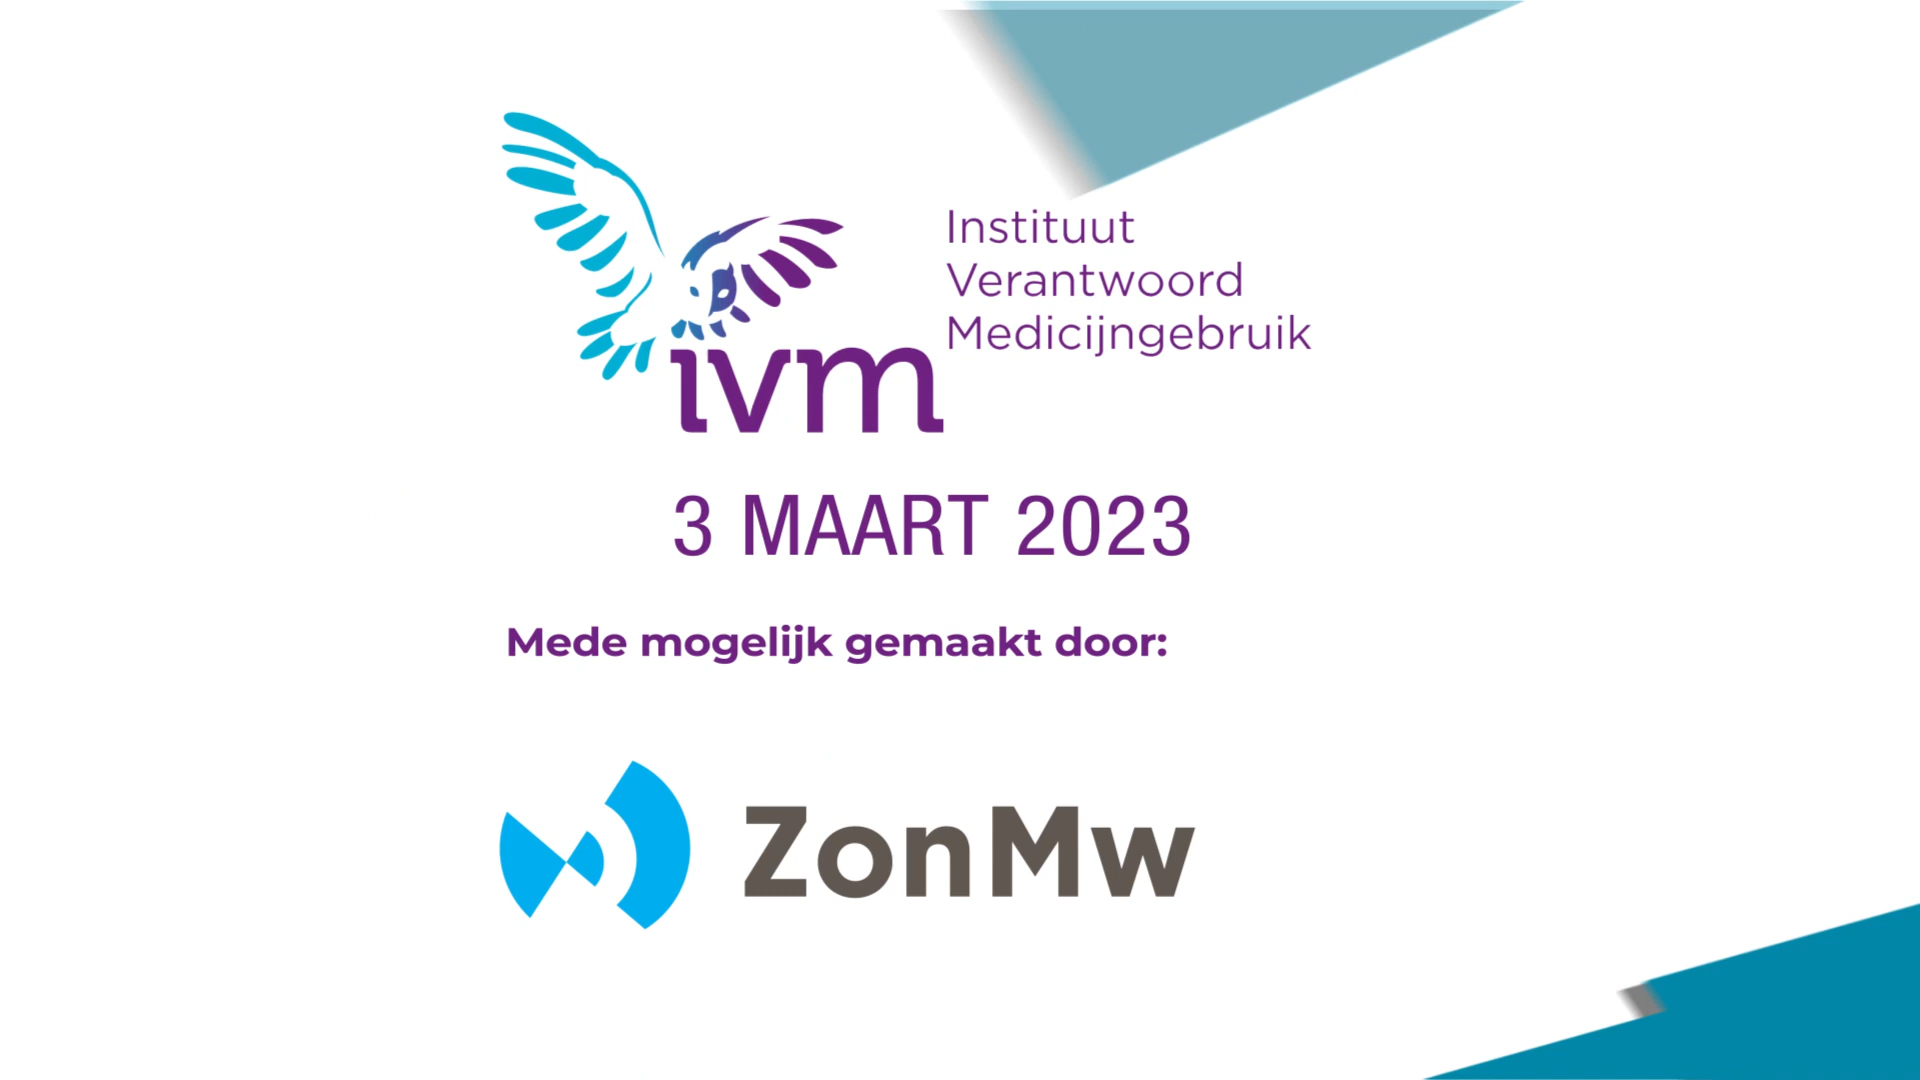 Instituut
Verantwoord
Medicijngebruik
ivm
3 MAART 2023
Mede mogelijk gemaakt door:
ZonMw